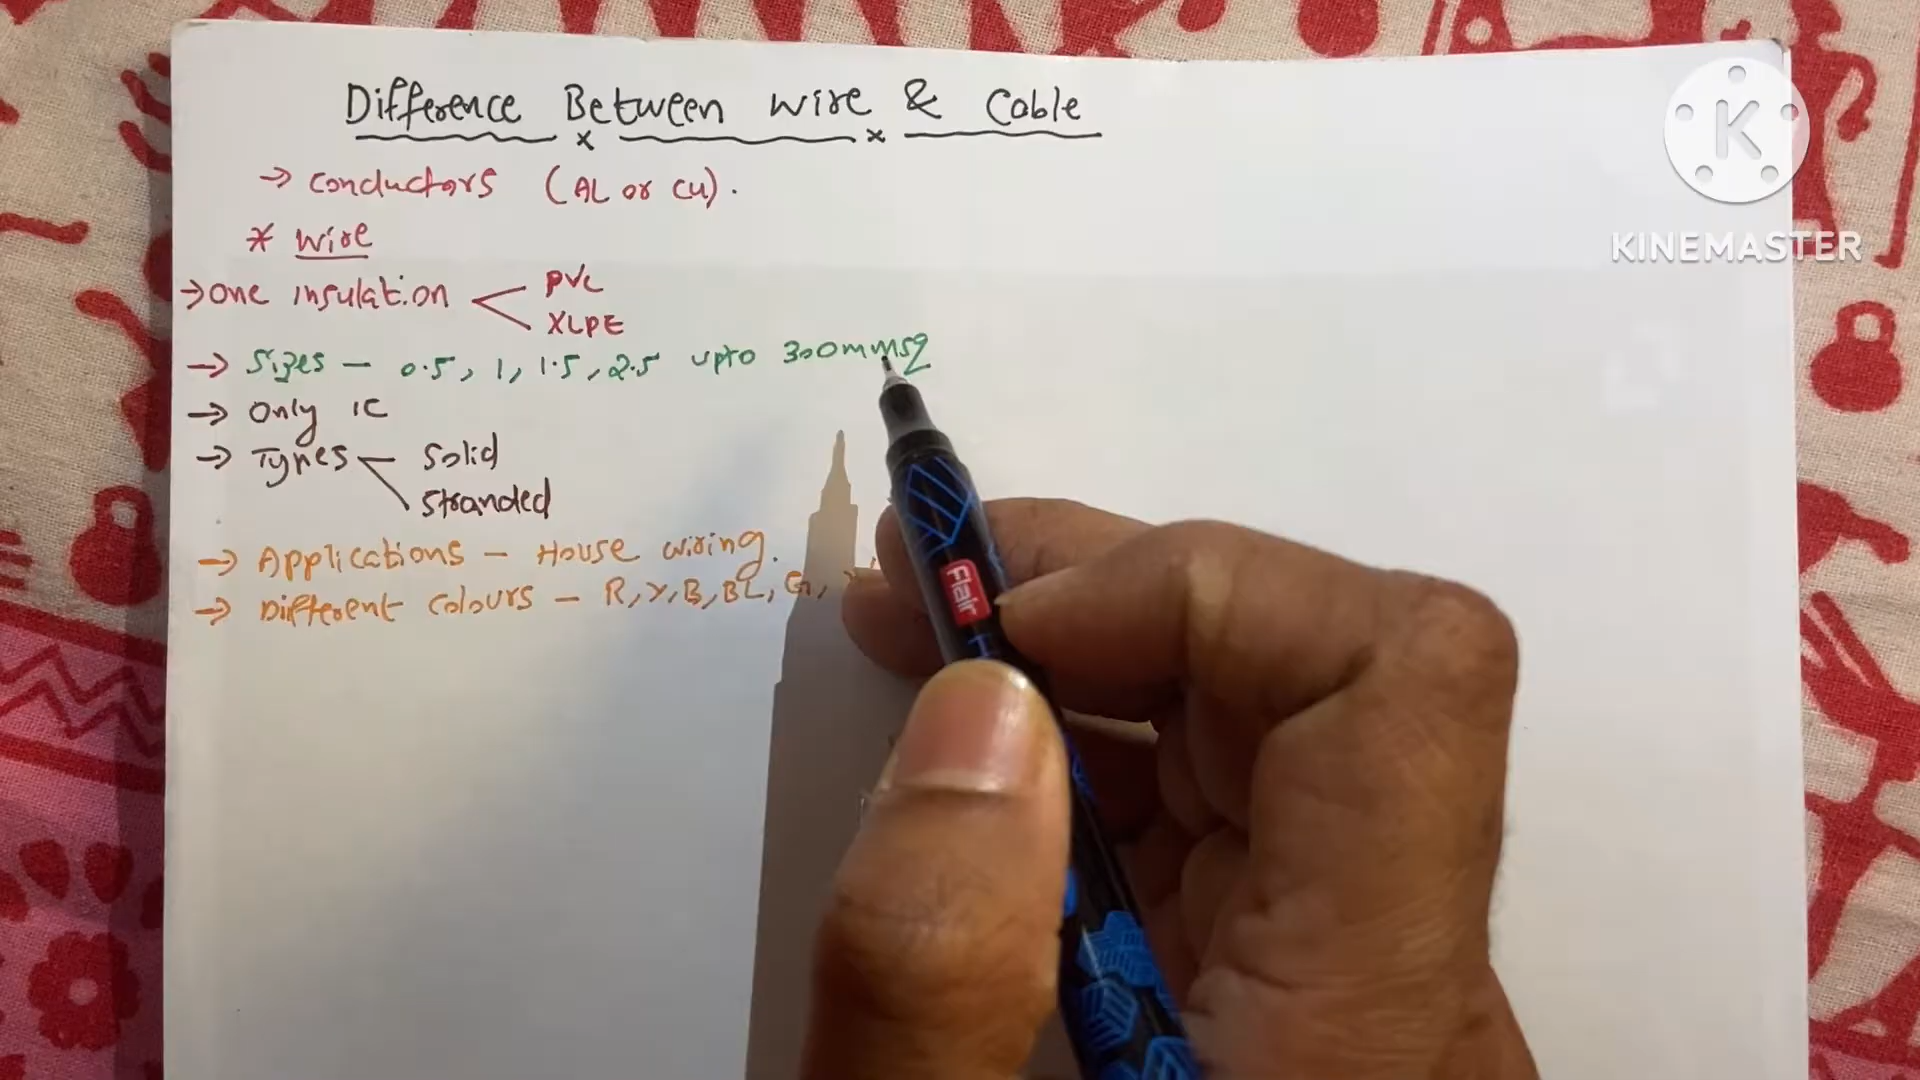 Difference Between wire & Cable
→ conductors (AL or CU).
* wire
→ One insulation PVC
XLPE
→ Sizes - 0.5, 1, 1.5, 2.5 upto 300mmsq
→ Only 1C
→ Types Solid
Stranded
→ Applications - House wiring.
→ Different Colours - R, Y, B, BL, G,
Flair
K
KINEMASTER